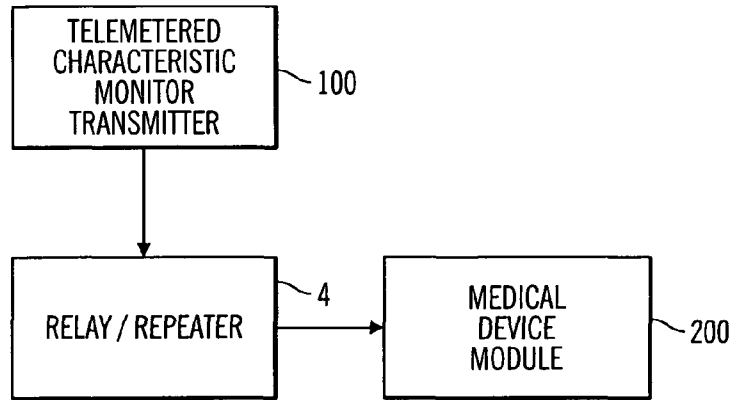 TELEMETERED
CHARACTERISTIC
MONITOR
TRANSMITTER
100
RELAY / REPEATER
4
MEDICAL
DEVICE
MODULE
200